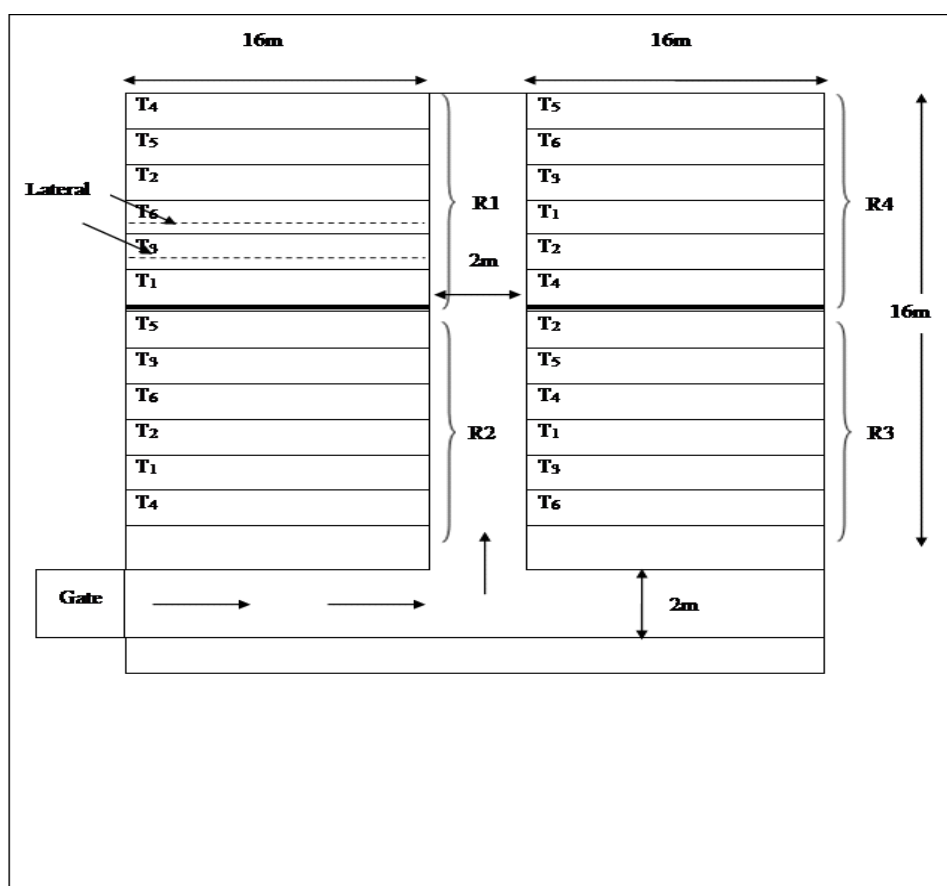 16m 16m
T4 T5
T5 T6
T2 T3
Lateral
T6 R1 T1 R4
T3 T2
2m
T1 T4
16m
T5 T2
T3 T5
T6 T4
T2 R2 T1 R3
T1 T3
T4 T6
Gate 2m